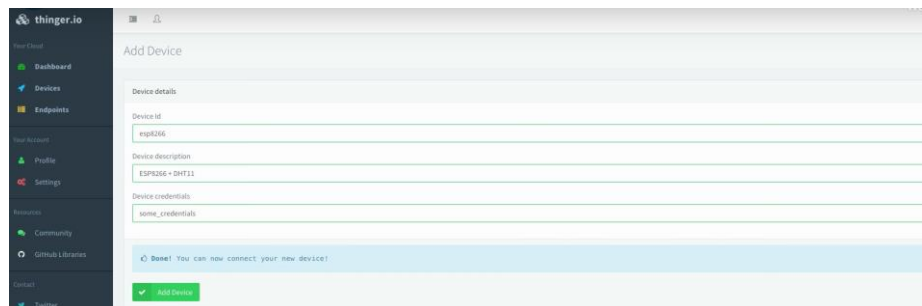 thinger.io
Your Cloud
Dashboard
Devices
Endpoints
Your Account
Profile
Settings
Resources
Community
GitHub Libraries
Contact
Twitter
Add Device
Device details
Device Id
esp8266
Device description
ESP8266 + DHT11
Device credentials
some_credentials
Done! You can now connect your new device!
Add Device